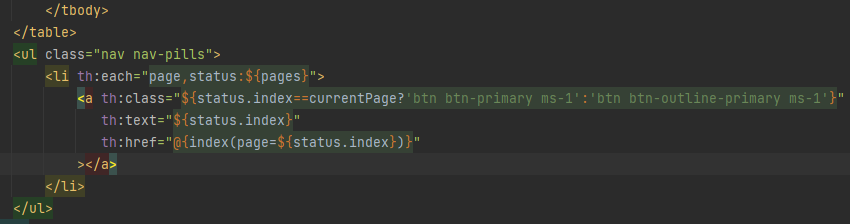 </tbody>
</table>
<ul class="nav nav-pills">
<li th:each="page,status:${pages}">
<a th:class="${status.index==currentPage?'btn btn-primary ms-1':'btn btn-outline-primary ms-1'}"
th:text="${status.index}"
th:href="@{index(page=${status.index})}"
></a>
</li>
</ul>